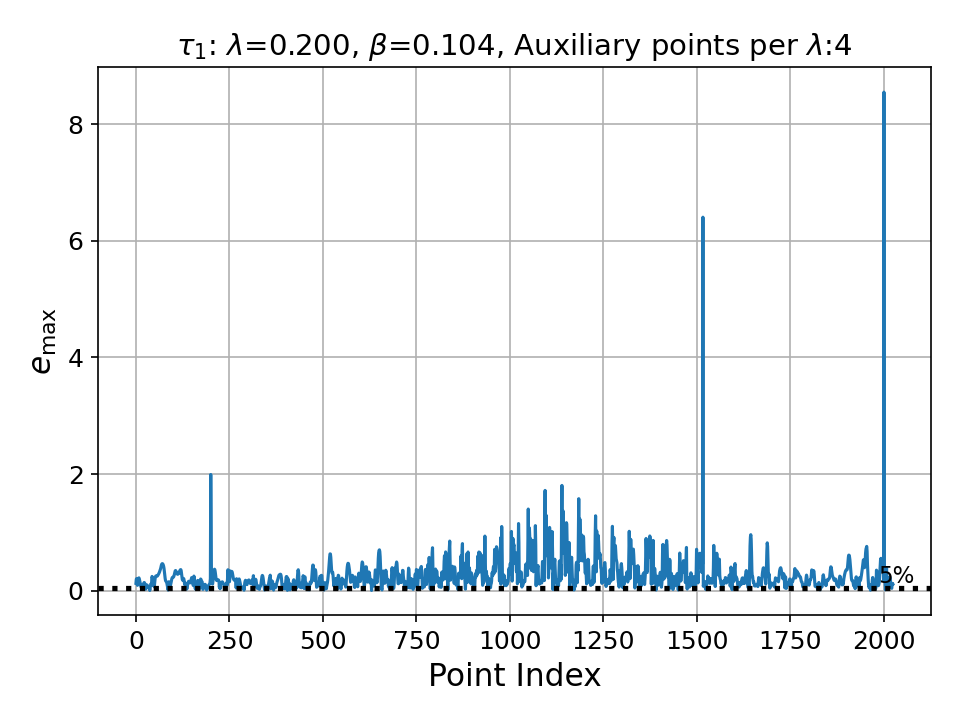 τ₁: λ=0.200, β=0.104, Auxiliary points per λ:4
8
6
4
2
0
e_max
5%
0 250 500 750 1000 1250 1500 1750 2000
Point Index